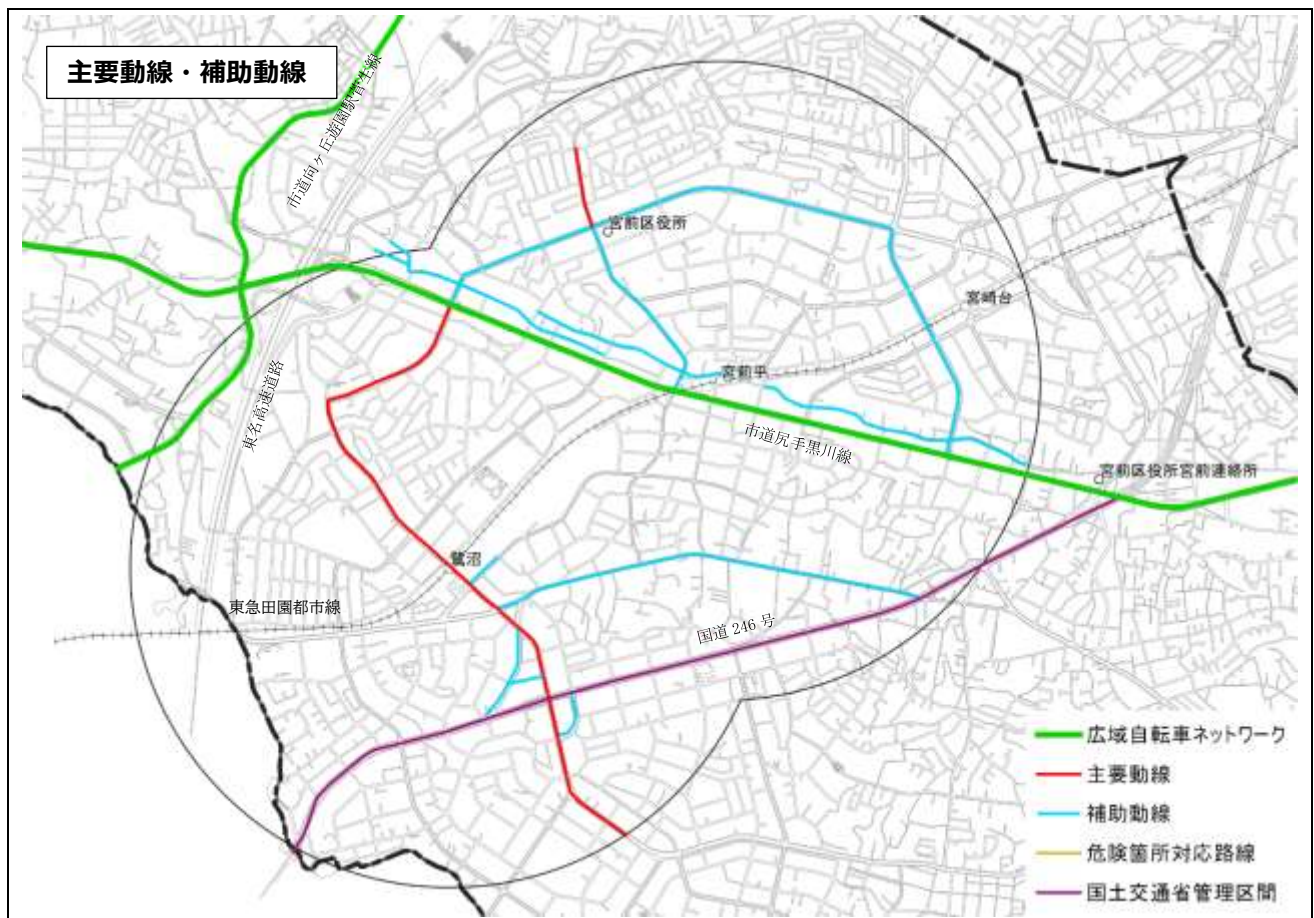 主要動線・補助動線
市道向ヶ丘遊園駅菅生線
宮前区役所
宮崎台
宮前平
東名高速道路
市道尻手黒川線
宮前区役所宮前連絡所
鷺沼
東急田園都市線
国道 246 号
広域自転車ネットワーク
主要動線
補助動線
危険箇所対応路線
国土交通省管理区間